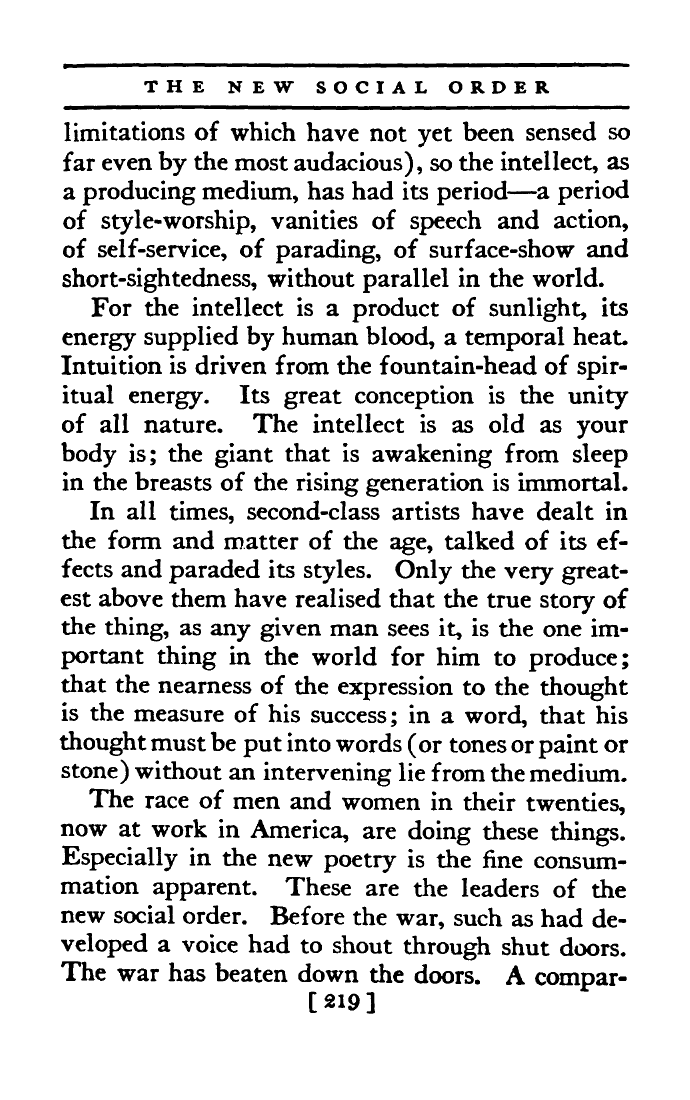 THE NEW SOCIAL ORDER
limitations of which have not yet been sensed so
far even by the most audacious), so the intellect, as
a producing medium, has had its period—a period
of style-worship, vanities of speech and action,
of self-service, of parading, of surface-show and
short-sightedness, without parallel in the world.
For the intellect is a product of sunlight, its
energy supplied by human blood, a temporal heat.
Intuition is driven from the fountain-head of spir-
itual energy. Its great conception is the unity
of all nature. The intellect is as old as your
body is; the giant that is awakening from sleep
in the breasts of the rising generation is immortal.
In all times, second-class artists have dealt in
the form and matter of the age, talked of its ef-
fects and paraded its styles. Only the very great-
est above them have realised that the true story of
the thing, as any given man sees it, is the one im-
portant thing in the world for him to produce;
that the nearness of the expression to the thought
is the measure of his success; in a word, that his
thought must be put into words (or tones or paint or
stone) without an intervening lie from the medium.
The race of men and women in their twenties,
now at work in America, are doing these things.
Especially in the new poetry is the fine consum-
mation apparent. These are the leaders of the
new social order. Before the war, such as had de-
veloped a voice had to shout through shut doors.
The war has beaten down the doors. A compar-
[219]